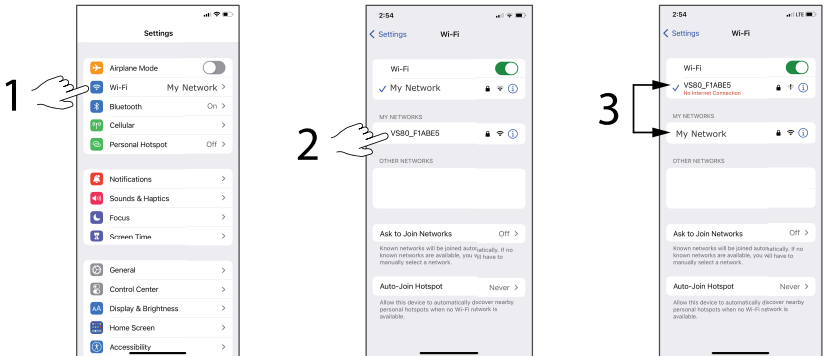 1
Settings
Airplane Mode
Wi-Fi My Network >
Bluetooth On >
Cellular >
Personal Hotspot Off >
Notifications >
Sounds & Haptics >
Focus >
Screen Time
General >
Control Center >
AA Display & Brightness >
Home Screen >
Accessibility >
2
2:54
< Settings Wi-Fi
Wi-Fi
✓ My Network
MY NETWORKS
VS80_F1ABE5
OTHER NETWORKS
Ask to Join Networks Off >
Known networks will be joined automatically. If no
known networks are available, you will have to
manually select a network.
Auto-Join Hotspot Never >
Allow this device to automatically discover nearby
personal hotspots when no Wi-Fi network is
available.
3
2:54 LTE
< Settings Wi-Fi
Wi-Fi
✓ VS80_F1ABE5
No Internet Connection
MY NETWORKS
My Network
OTHER NETWORKS
Ask to Join Networks Off >
Known networks will be joined automatically. If no
known networks are available, you will have to
manually select a network.
Auto-Join Hotspot Never >
Allow this device to automatically discover nearby
personal hotspots when no Wi-Fi network is
available.